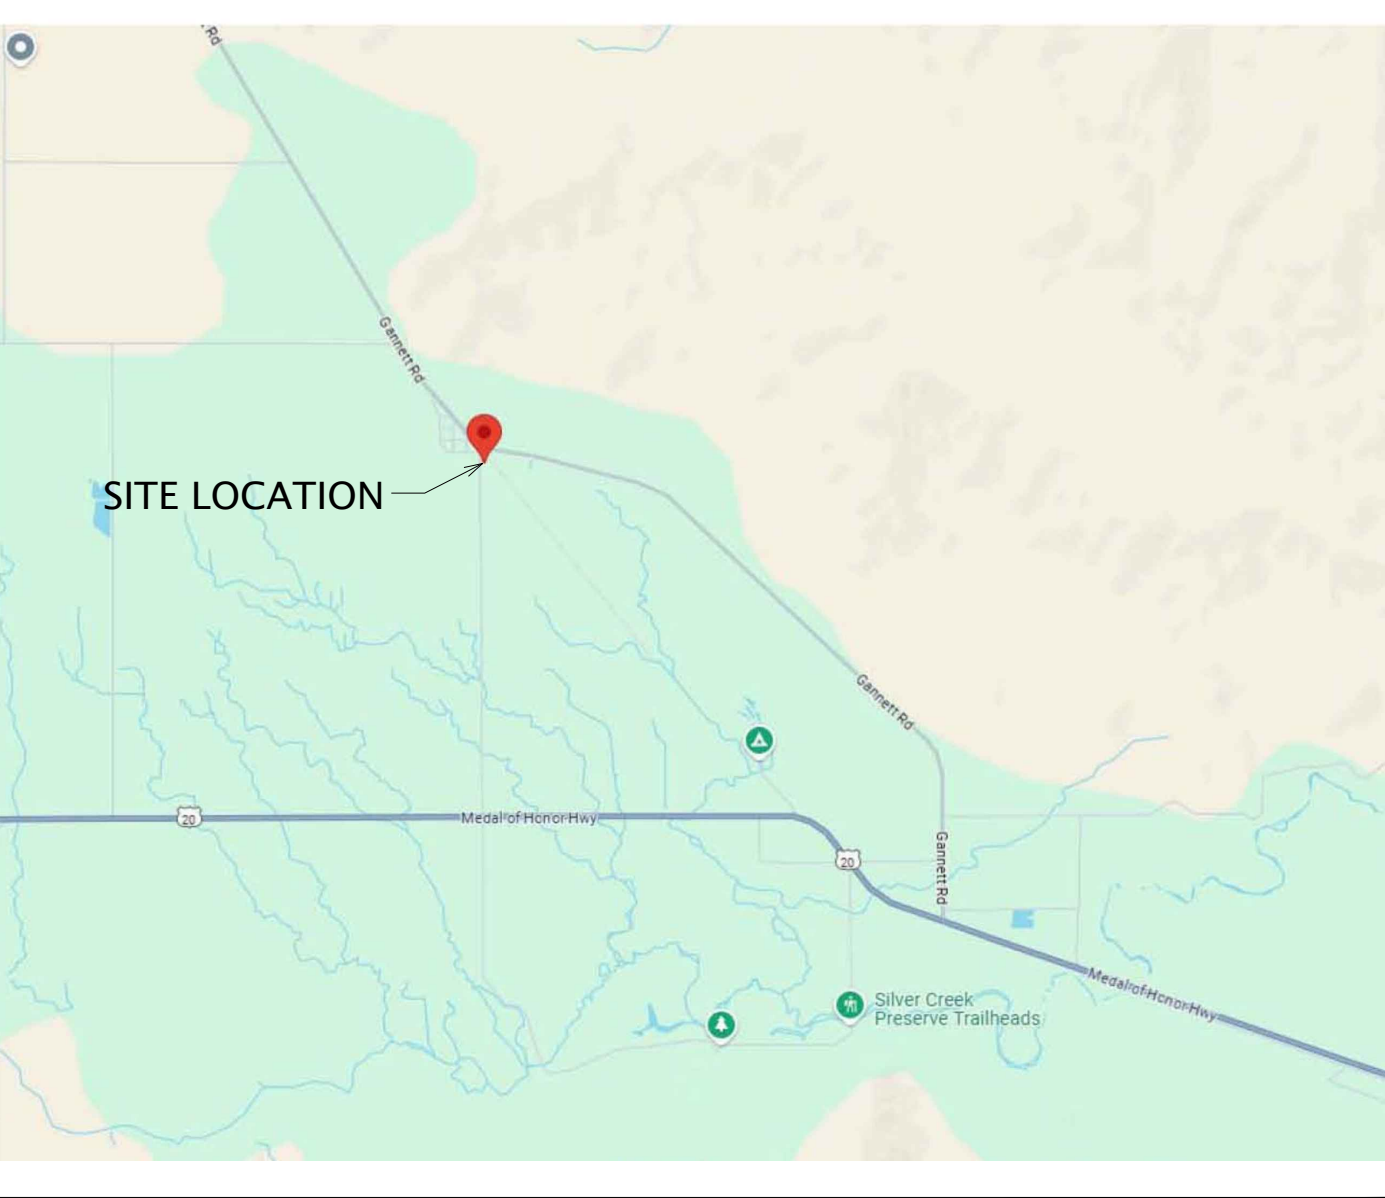 Rd
Gannett Rd
SITE LOCATION
Gannett Rd
20
Medal of Honor Hwy
20
Gannett Rd
Medal of Honor Hwy
Silver Creek
Preserve Trailheads